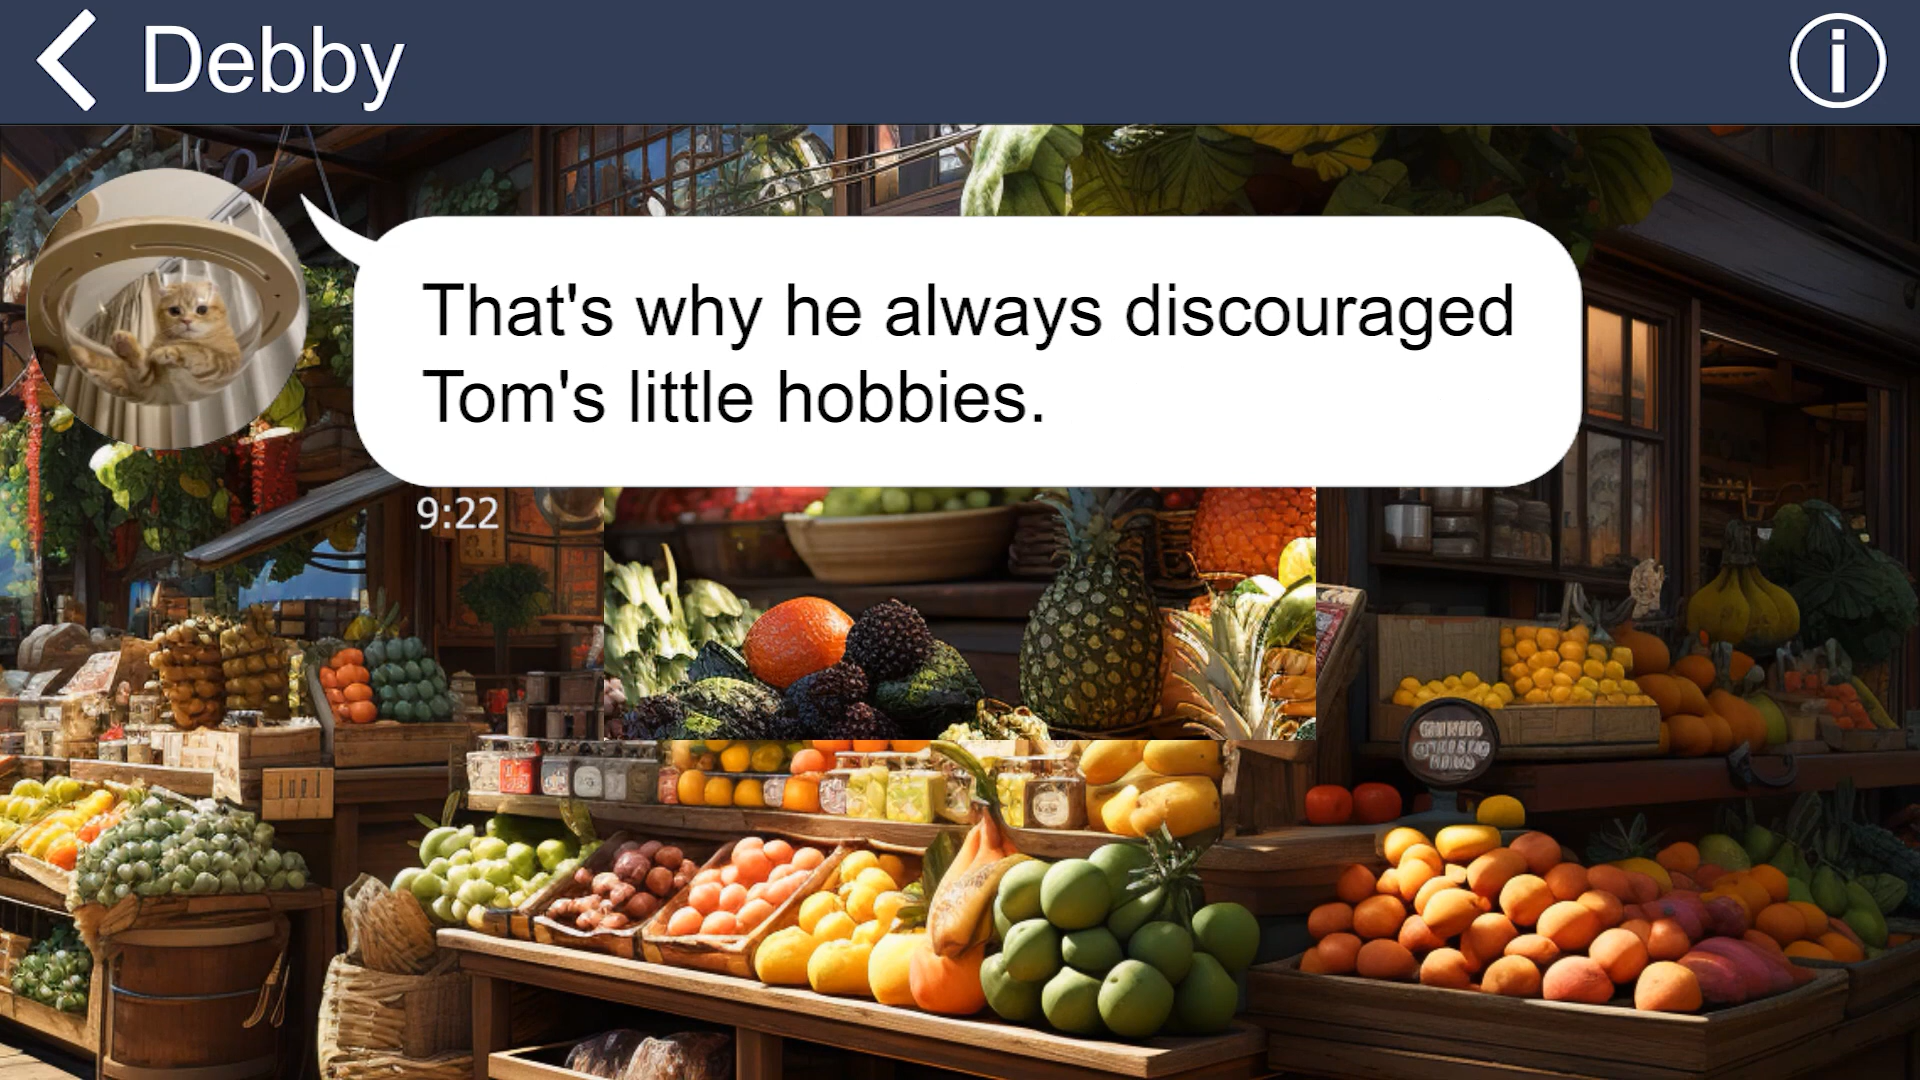 Debby
That's why he always discouraged
Tom's little hobbies.
9:22